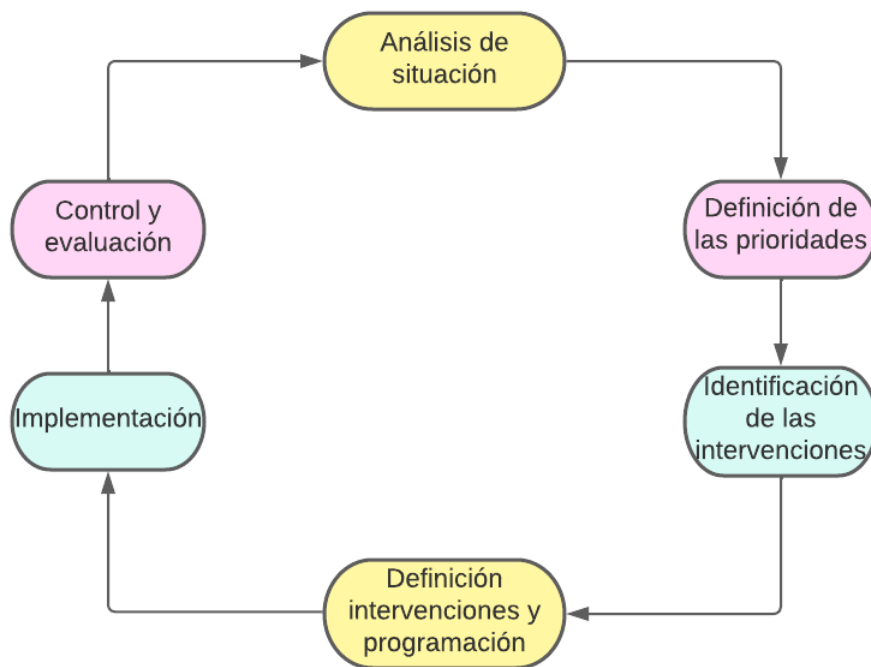 Análisis de
situación
Definición de
las prioridades
Identificación
de las
intervenciones
Definición
intervenciones y
programación
Implementación
Control y
evaluación